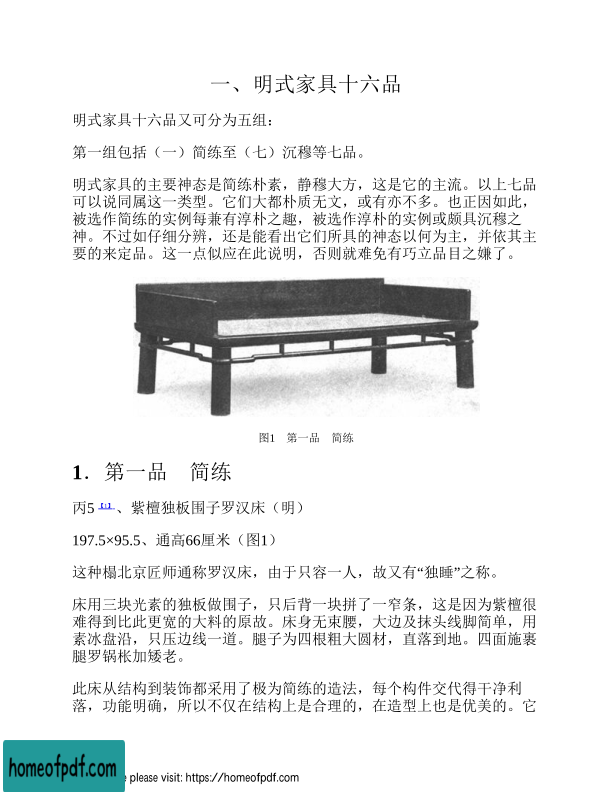 一、明式家具十六品
明式家具十六品又可分为五组：
第一组包括（一）简练至（七）沉穆等七品。
明式家具的主要神态是简练朴素，静穆大方，这是它的主流。以上七品
可以说同属这一类型。它们大都朴质无文，或有亦不多。也正因如此，
被选作简练的实例每兼有淳朴之趣，被选作淳朴的实例或颇具沉穆之
神。不过如仔细分辨，还是能看出它们所具的神态以何为主，并依其主
要的来定品。这一点似应在此说明，否则就难免有巧立品目之嫌了。
图1　第一品　简练
1．第一品　简练
丙5【1】、紫檀独板围子罗汉床（明）
197.5×95.5、通高66厘米（图1）
这种榻北京匠师通称罗汉床，由于只容一人，故又有“独睡”之称。
床用三块光素的独板做围子，只后背一块拼了一窄条，这是因为紫檀很
难得到比此更宽的大料的原故。床身无束腰，大边及抹头线脚简单，用
素冰盘沿，只压边线一道。腿子为四根粗大圆材，直落到地。四面施裹
腿罗锅枨加矮老。
此床从结构到装饰都采用了极为简练的造法，每个构件交代得干净利
落，功能明确，所以不仅在结构上是合理的，在造型上也是优美的。它
homeofpdf.com
e please visit: https://homeofpdf.com